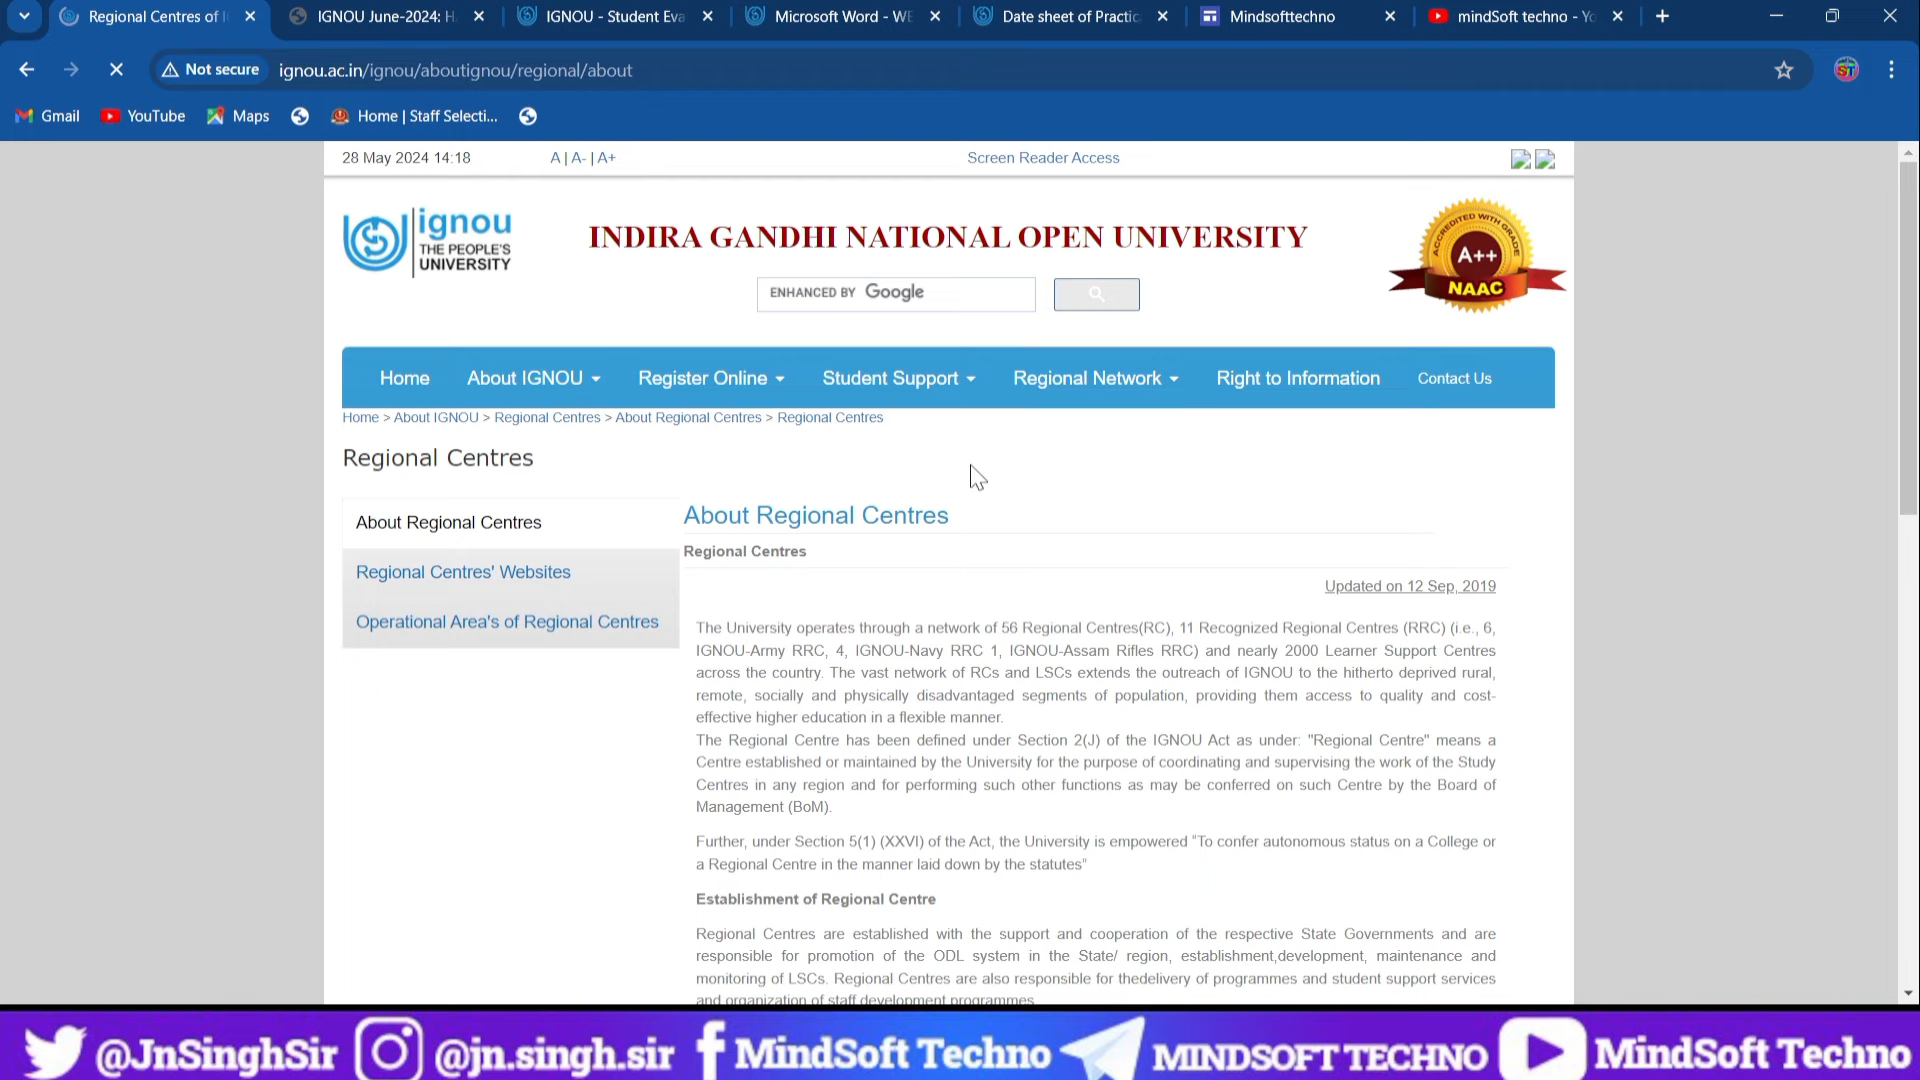 Regional Centres of I
IGNOU June-2024: H
IGNOU - Student Eva
Microsoft Word - WE
Date sheet of Practic
Mindsofttechno
mindSoft techno - Yo
Not secure
ignou.ac.in/ignou/aboutignou/regional/about
Gmail
YouTube
Maps
Home | Staff Selecti...
28 May 2024 14:18
A | A- | A+
Screen Reader Access
ignou
THE PEOPLE'S
UNIVERSITY
INDIRA GANDHI NATIONAL OPEN UNIVERSITY
ENHANCED BY Google
ACCREDITED WITH GRADE
A++
NAAC
Home
About IGNOU
Register Online
Student Support
Regional Network
Right to Information
Contact Us
Home > About IGNOU > Regional Centres > About Regional Centres > Regional Centres
Regional Centres
About Regional Centres
Regional Centres' Websites
Operational Area's of Regional Centres
About Regional Centres
Regional Centres
Updated on 12 Sep, 2019
The University operates through a network of 56 Regional Centres(RC), 11 Recognized Regional Centres (RRC) (i.e., 6,
IGNOU-Army RRC, 4, IGNOU-Navy RRC 1, IGNOU-Assam Rifles RRC) and nearly 2000 Learner Support Centres
across the country. The vast network of RCs and LSCs extends the outreach of IGNOU to the hitherto deprived rural,
remote, socially and physically disadvantaged segments of population, providing them access to quality and cost-
effective higher education in a flexible manner.
The Regional Centre has been defined under Section 2(J) of the IGNOU Act as under: "Regional Centre" means a
Centre established or maintained by the University for the purpose of coordinating and supervising the work of the Study
Centres in any region and for performing such other functions as may be conferred on such Centre by the Board of
Management (BoM).
Further, under Section 5(1) (XXVI) of the Act, the University is empowered "To confer autonomous status on a College or
a Regional Centre in the manner laid down by the statutes"
Establishment of Regional Centre
Regional Centres are established with the support and cooperation of the respective State Governments and are
responsible for promotion of the ODL system in the State/ region, establishment,development, maintenance and
monitoring of LSCs. Regional Centres are also responsible for thedelivery of programmes and student support services
and organization of staff development programmes
@JnSinghSir
@jn.singh.sir
MindSoft Techno
MINDSOFT TECHNO
MindSoft Techno